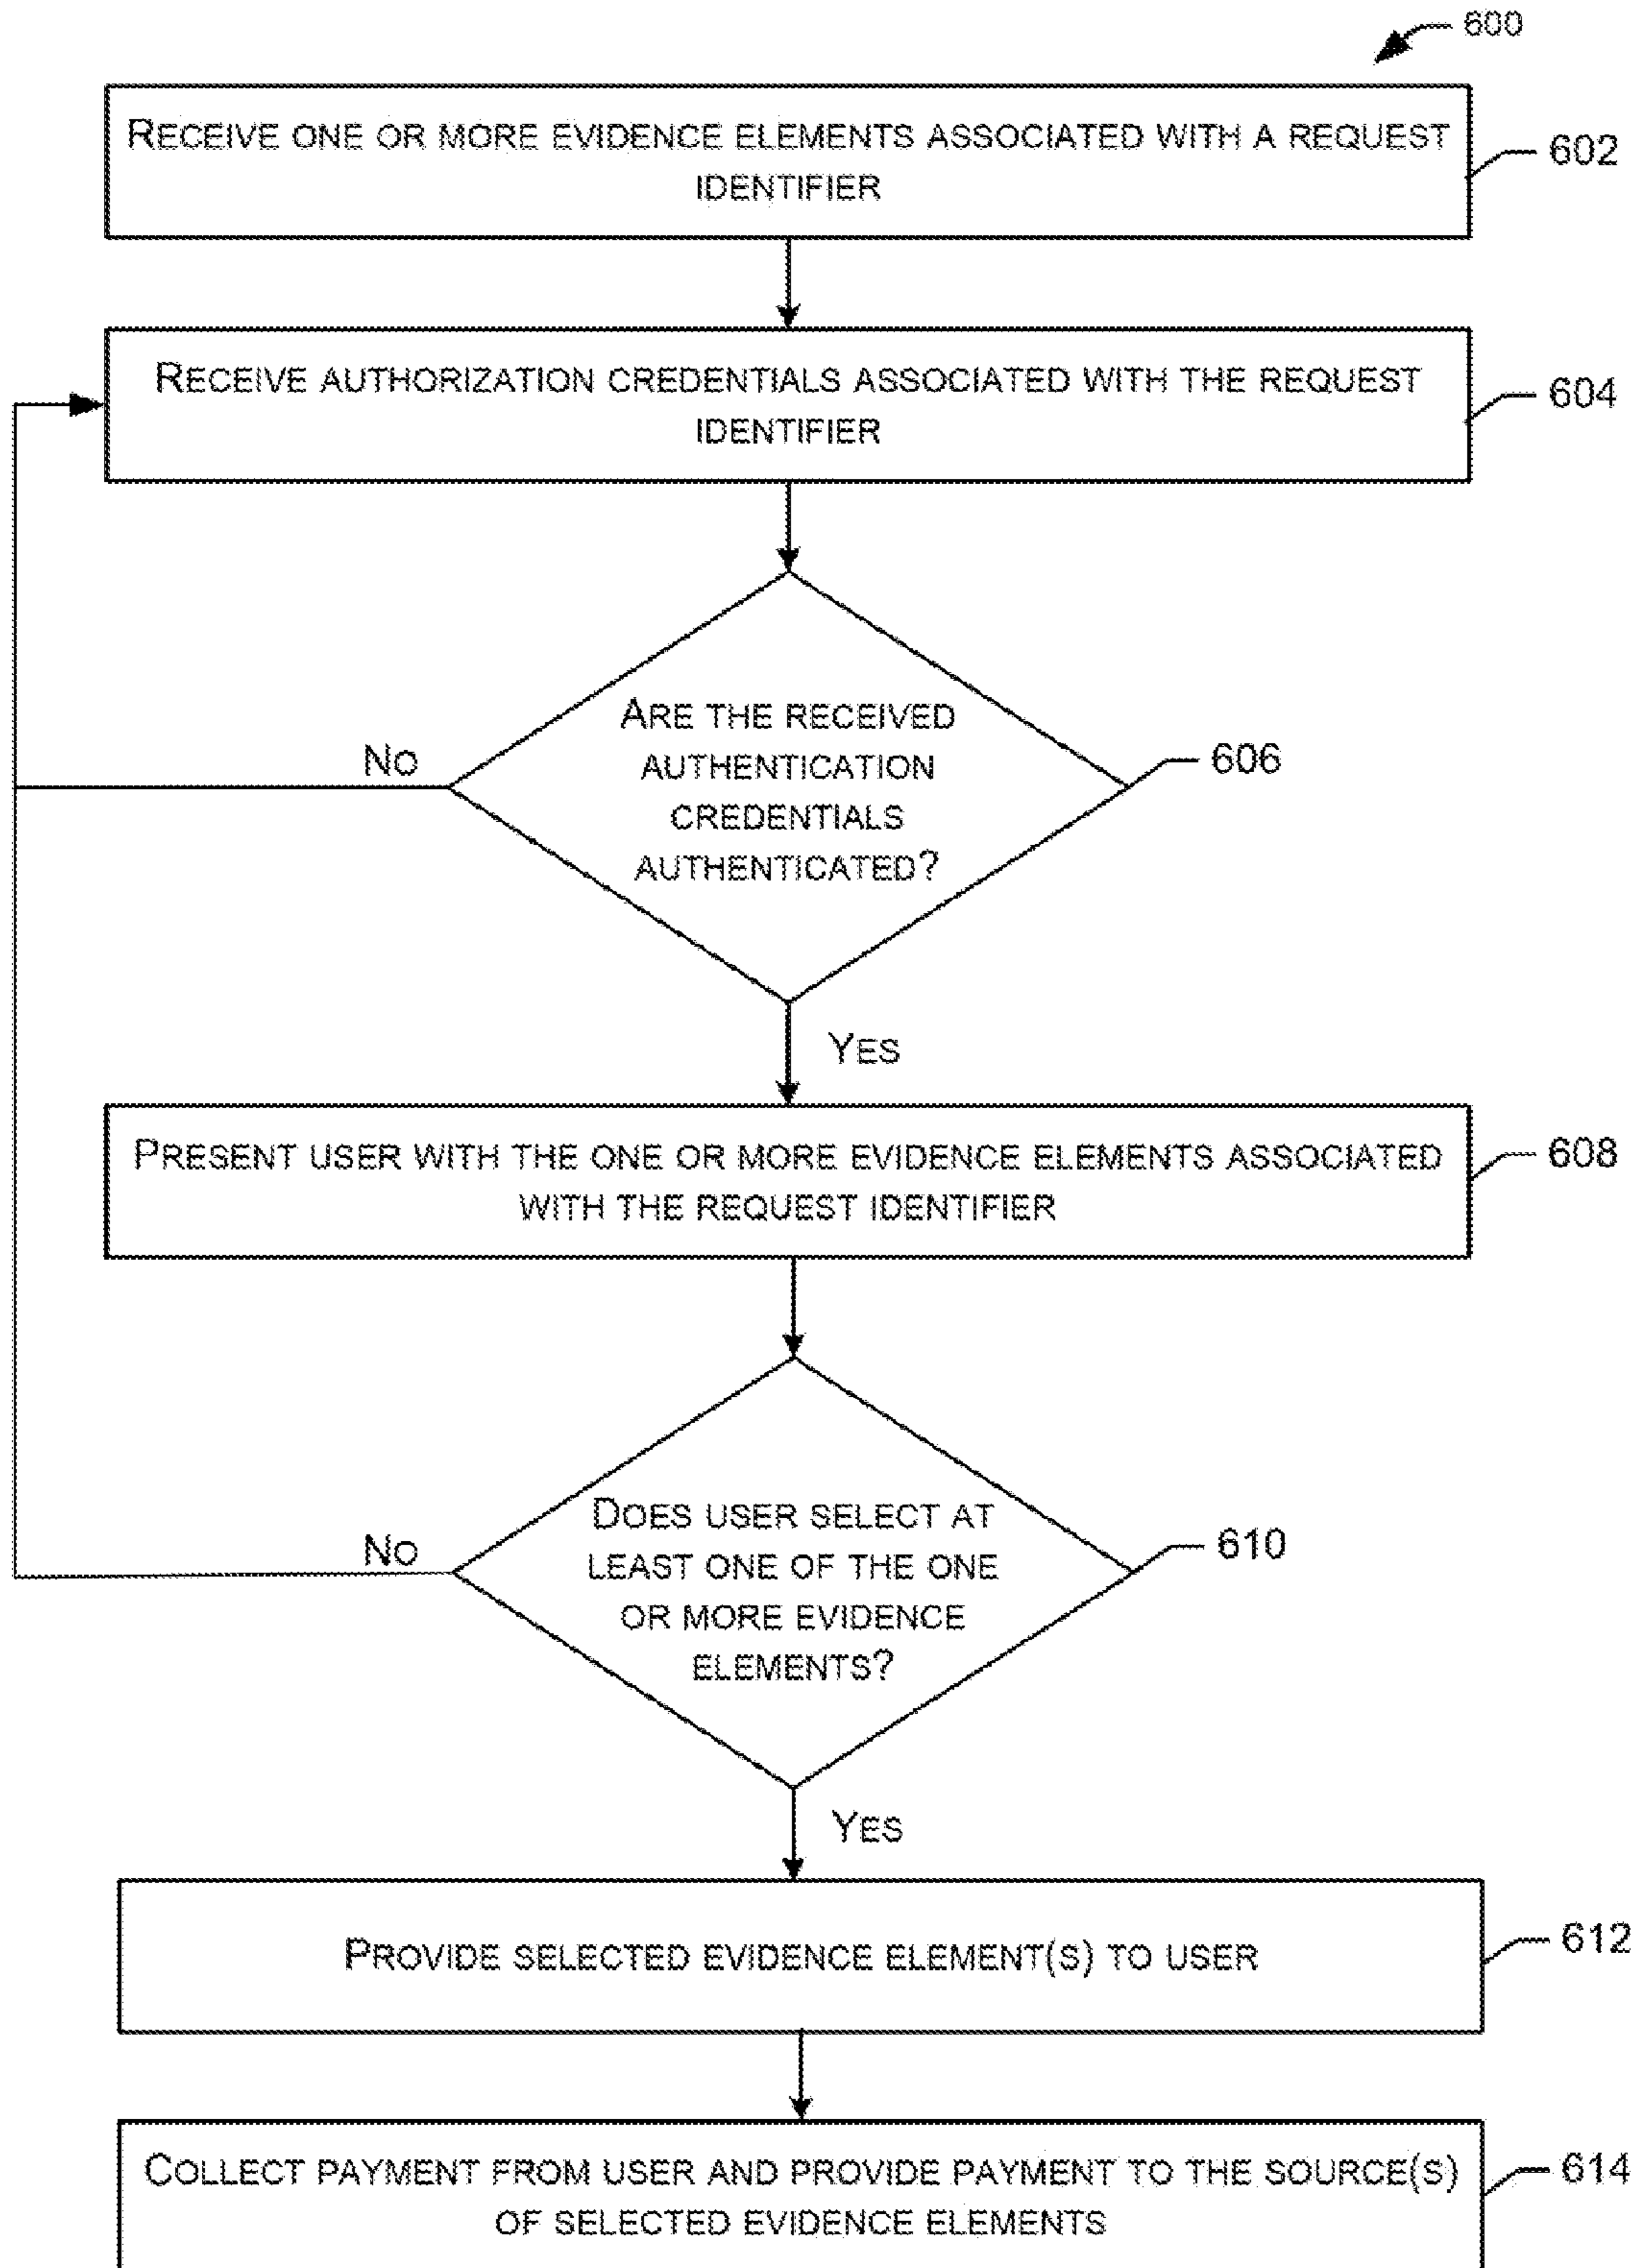 600
RECEIVE ONE OR MORE EVIDENCE ELEMENTS ASSOCIATED WITH A REQUEST
IDENTIFIER
602
RECEIVE AUTHORIZATION CREDENTIALS ASSOCIATED WITH THE REQUEST
IDENTIFIER
604
ARE THE RECEIVED
AUTHENTICATION
CREDENTIALS
AUTHENTICATED?
606
NO
YES
PRESENT USER WITH THE ONE OR MORE EVIDENCE ELEMENTS ASSOCIATED
WITH THE REQUEST IDENTIFIER
608
DOES USER SELECT AT
LEAST ONE OF THE ONE
OR MORE EVIDENCE
ELEMENTS?
610
NO
YES
PROVIDE SELECTED EVIDENCE ELEMENT(S) TO USER
612
COLLECT PAYMENT FROM USER AND PROVIDE PAYMENT TO THE SOURCE(S)
OF SELECTED EVIDENCE ELEMENTS
614